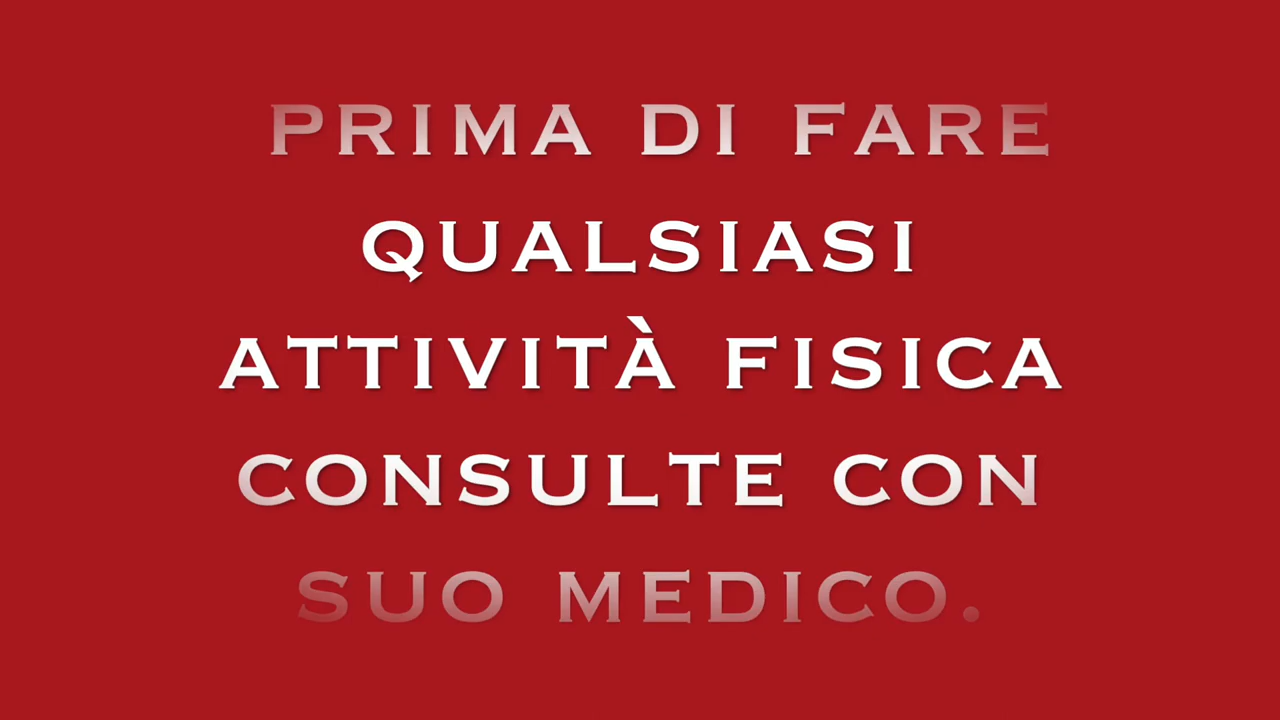 PRIMA DI FARE
QUALSIASI
ATTIVITÀ FISICA
CONSULTE CON
SUO MEDICO.